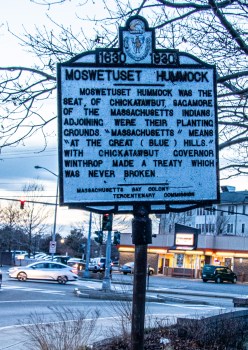 1630 1930
MOSWETUSET HUMMOCK
MOSWETUSET HUMMOCK WAS THE
SEAT OF CHICKATAWBUT, SAGAMORE
OF THE MASSACHUSETTS INDIANS.
ADJOINING WERE THEIR PLANTING
GROUNDS. "MASSACHUSETTS" MEANS
"AT THE GREAT (BLUE) HILLS."
WITH CHICKATAWBUT GOVERNOR
WINTHROP MADE A TREATY WHICH
WAS NEVER BROKEN.
MASSACHUSETTS BAY COLONY
TERCENTENARY COMMISSION